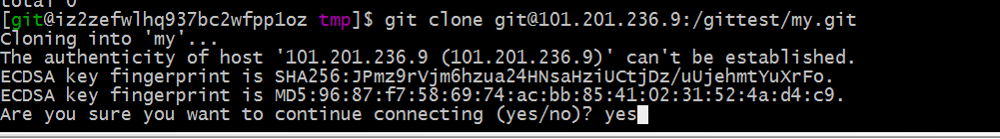 total 0
[git@iz2zefwlhq937bc2wfpp1oz tmp]$ git clone git@101.201.236.9:/gittest/my.git
Cloning into 'my'...
The authenticity of host '101.201.236.9 (101.201.236.9)' can't be established.
ECDSA key fingerprint is SHA256:JPmz9rVjm6hzua24HNsaHziUCtjDz/uUjehmtYuXrFo.
ECDSA key fingerprint is MD5:96:87:f7:58:69:74:ac:bb:85:41:02:31:52:4a:d4:c9.
Are you sure you want to continue connecting (yes/no)? yes